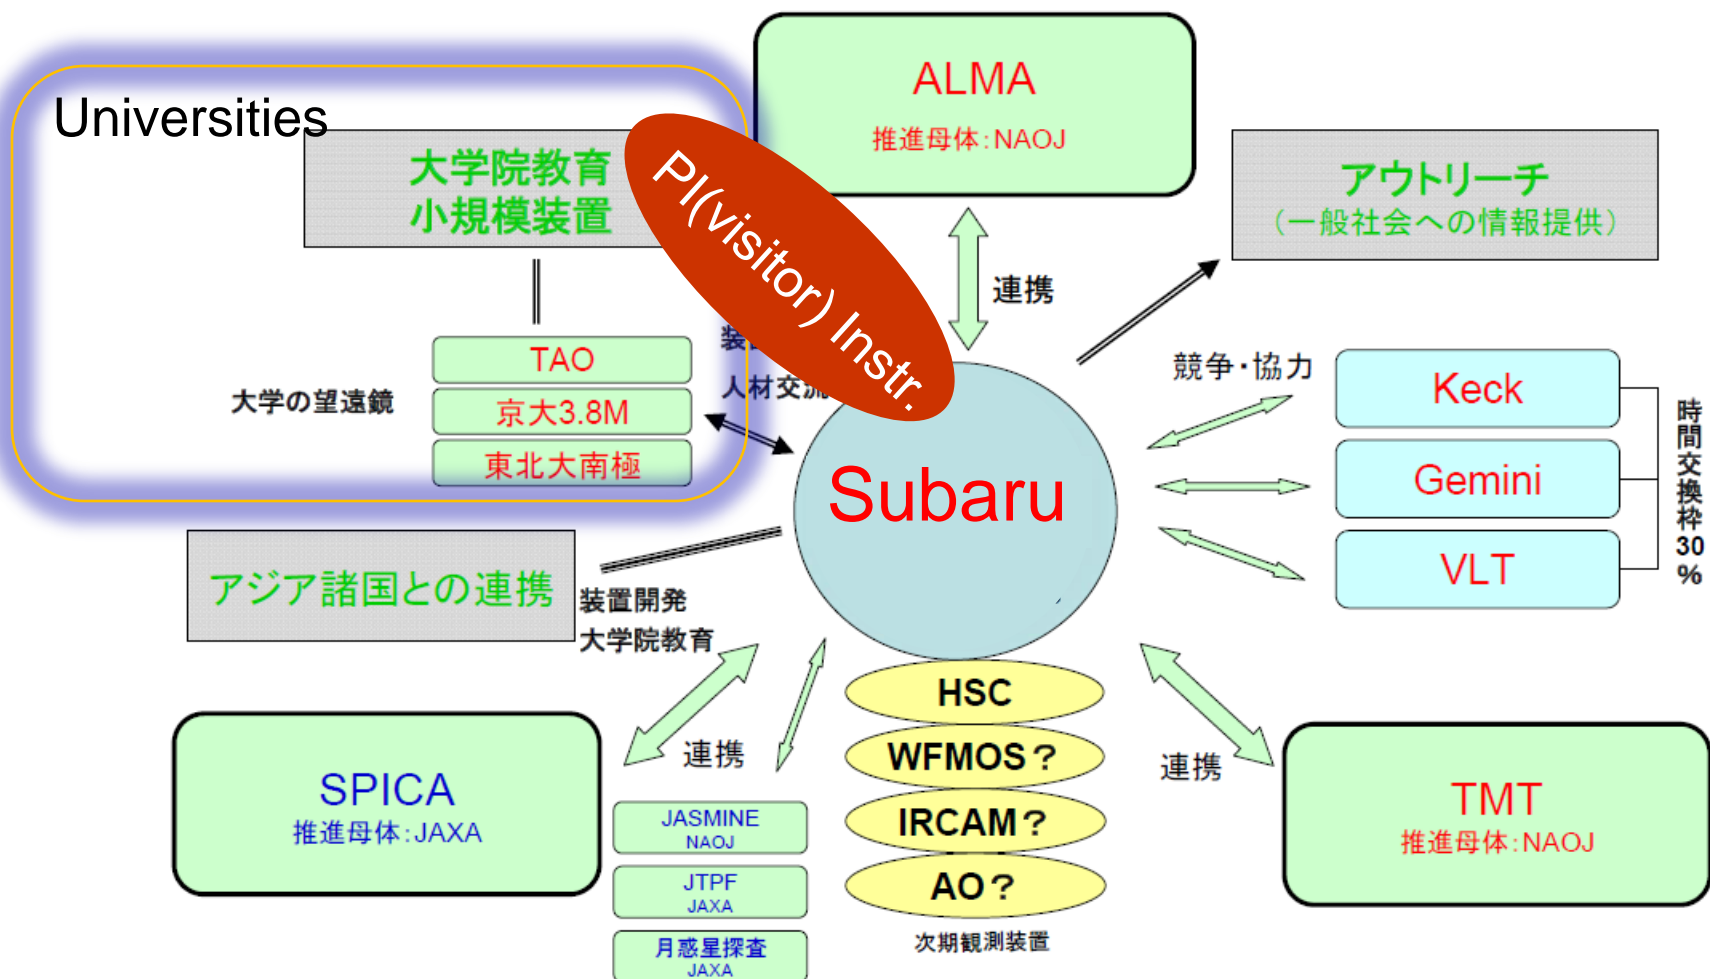 Universities
大学院教育
小規模装置
PI(visitor) Instr.
ALMA
推進母体：NAOJ
アウトリーチ
（一般社会への情報提供）
連携
大学の望遠鏡
TAO
京大3.8M
東北大南極
人材交流
Subaru
競争・協力
Keck
Gemini
VLT
時間交換枠30%
アジア諸国との連携
装置開発
大学院教育
HSC
WFMOS？
IRCAM？
AO？
次期観測装置
連携
SPICA
推進母体：JAXA
JASMINE
NAOJ
JTPF
JAXA
月惑星探査
JAXA
連携
TMT
推進母体：NAOJ